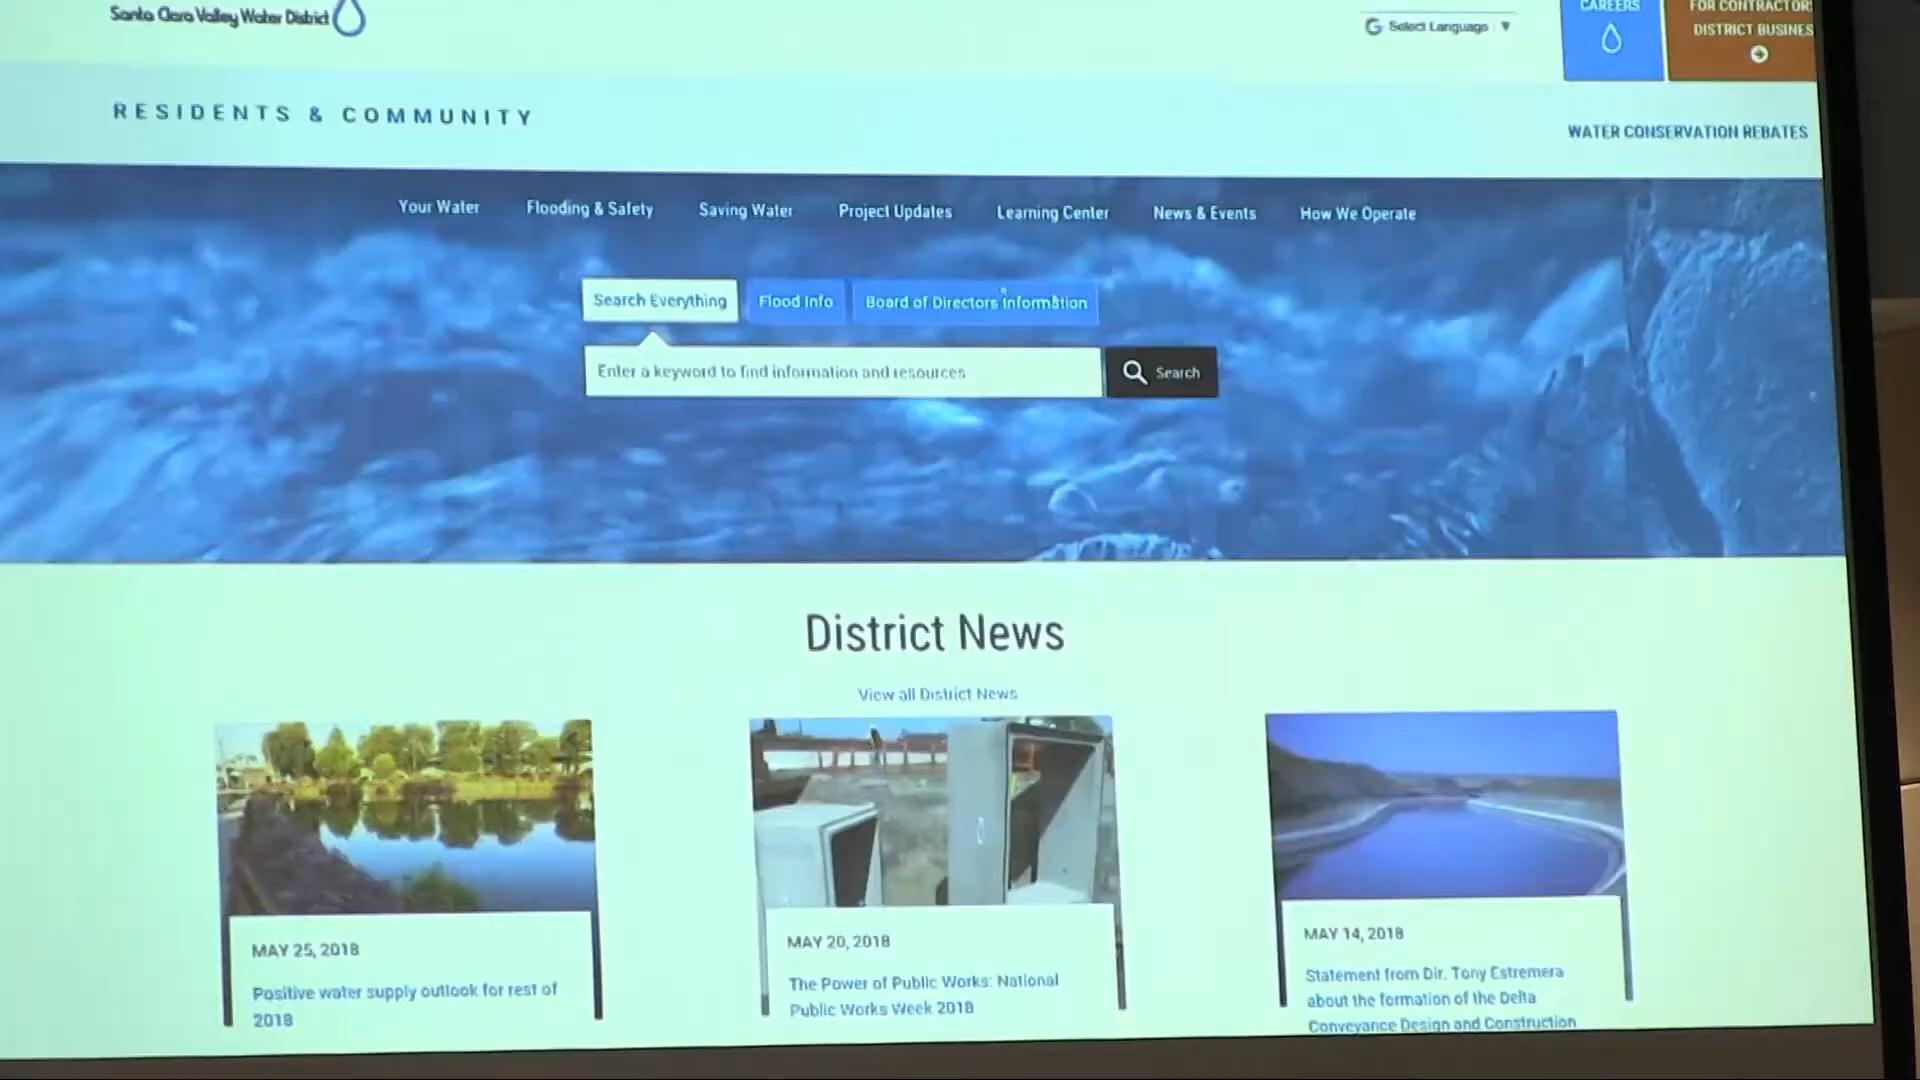 Santa Clara Valley Water District
Select Language ▼
CAREERS
FOR CONTRACTORS
DISTRICT BUSINES
RESIDENTS & COMMUNITY
WATER CONSERVATION REBATES
Your Water
Flooding & Safety
Saving Water
Project Updates
Learning Center
News & Events
How We Operate
Search Everything
Flood Info
Board of Directors Information
Enter a keyword to find information and resources
Search
District News
View all District News
MAY 25, 2018
Positive water supply outlook for rest of
2018
MAY 20, 2018
The Power of Public Works: National
Public Works Week 2018
MAY 14, 2018
Statement from Dir. Tony Estremera
about the formation of the Delta
Conveyance Design and Construction